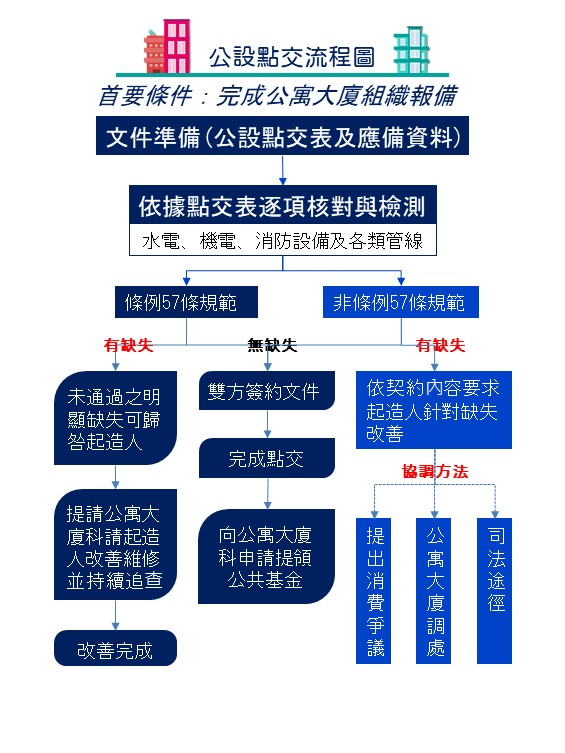 公設點交流程圖
首要條件：完成公寓大廈組織報備
文件準備(公設點交表及應備資料)
依據點交表逐項核對與檢測
水電、機電、消防設備及各類管線
條例57條規範
非條例57條規範
有缺失
無缺失
有缺失
未通過之明
顯缺失可歸
咎起造人
提請公寓大
廈科請起造
人改善維修
並持續追查
改善完成
雙方簽約文件
完成點交
向公寓大廈
科申請提領
公共基金
依契約內容要求
起造人針對缺失
改善
協調方法
提出消費爭議
公寓大廈調處
司法途徑